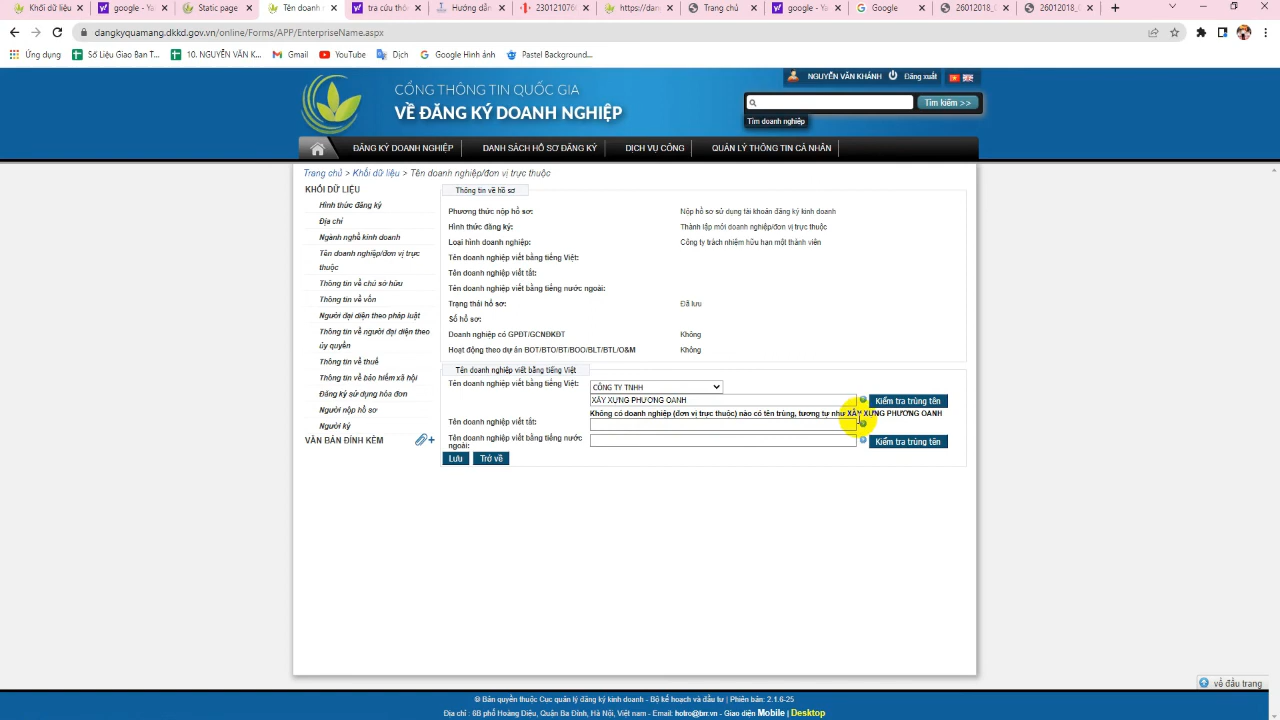 Khối dữ liệu
google - Ya
Static page
Tên doanh n
tra cứu thôn
Hướng dẫn
2301210760
https://dan
Trang chủ
google - Ya
Google
26012018_3
26012018_3
dangkyquamang.dkkd.gov.vn/online/Forms/APP/EnterpriseName.aspx
Ứng dụng
Số Liệu Giao Ban T...
10. NGUYỄN VĂN K...
Gmail
YouTube
Dịch
Google Hình ảnh
Pastel Background...
CỔNG THÔNG TIN QUỐC GIA
VỀ ĐĂNG KÝ DOANH NGHIỆP
NGUYỄN VĂN KHÁNH
Đăng xuất
Tìm kiếm >>
Tìm doanh nghiệp
ĐĂNG KÝ DOANH NGHIỆP
DANH SÁCH HỒ SƠ ĐĂNG KÝ
DỊCH VỤ CÔNG
QUẢN LÝ THÔNG TIN CÁ NHÂN
Trang chủ > Khối dữ liệu > Tên doanh nghiệp/đơn vị trực thuộc
KHỐI DỮ LIỆU
Hình thức đăng ký
Địa chỉ
Ngành nghề kinh doanh
Tên doanh nghiệp/đơn vị trực
thuộc
Thông tin về chủ sở hữu
Thông tin về vốn
Người đại diện theo pháp luật
Thông tin về người đại diện theo
ủy quyền
Thông tin về thuế
Thông tin về bảo hiểm xã hội
Đăng ký sử dụng hóa đơn
Người nộp hồ sơ
Người ký
VĂN BẢN ĐÍNH KÈM
Thông tin về hồ sơ
Phương thức nộp hồ sơ: Nộp hồ sơ sử dụng tài khoản đăng ký kinh doanh
Hình thức đăng ký: Thành lập mới doanh nghiệp/đơn vị trực thuộc
Loại hình doanh nghiệp: Công ty trách nhiệm hữu hạn một thành viên
Tên doanh nghiệp viết bằng tiếng Việt:
Tên doanh nghiệp viết tắt:
Tên doanh nghiệp viết bằng tiếng nước ngoài:
Trạng thái hồ sơ: Đã lưu
Số hồ sơ:
Doanh nghiệp có GPĐT/GCNĐKĐT Không
Hoạt động theo dự án BOT/BTO/BT/BOO/BLT/BTL/O&M Không
Tên doanh nghiệp viết bằng tiếng Việt
Tên doanh nghiệp viết bằng tiếng Việt: CÔNG TY TNHH
XÂY XƯNG PHƯƠNG OANH Kiểm tra trùng tên
Không có doanh nghiệp (đơn vị trực thuộc) nào có tên trùng, tương tự như XÂY XƯNG PHƯƠNG OANH
Tên doanh nghiệp viết tắt:
Tên doanh nghiệp viết bằng tiếng nước
ngoài:
Kiểm tra trùng tên
Lưu
Trở về
về đầu trang
© Bản quyền thuộc Cục quản lý đăng ký kinh doanh - Bộ kế hoạch và đầu tư | Phiên bản: 2.1.6-25
Địa chỉ : 6B phố Hoàng Diệu, Quận Ba Đình, Hà Nội, Việt nam - Email: hotro@brr.vn - Giao diện Mobile | Desktop